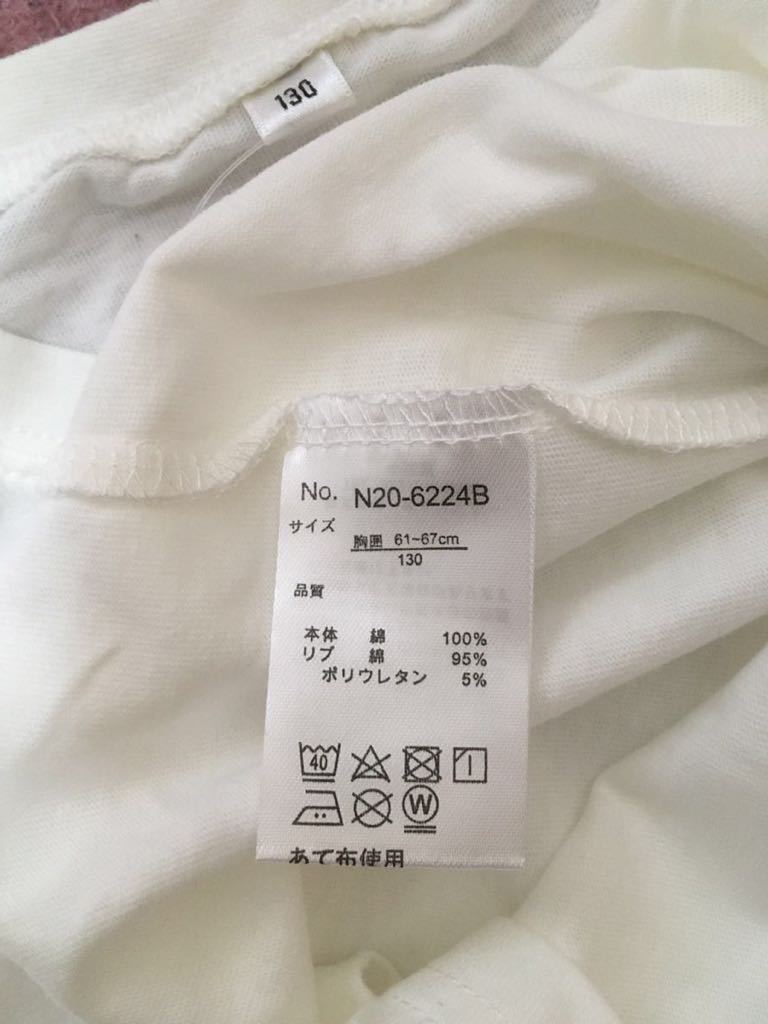 130
No. N20-6224B
サイズ
胸囲 61~67cm
130
品質
本体 綿 100%
リブ 綿 95%
ポリウレタン 5%
40
W
あて布使用